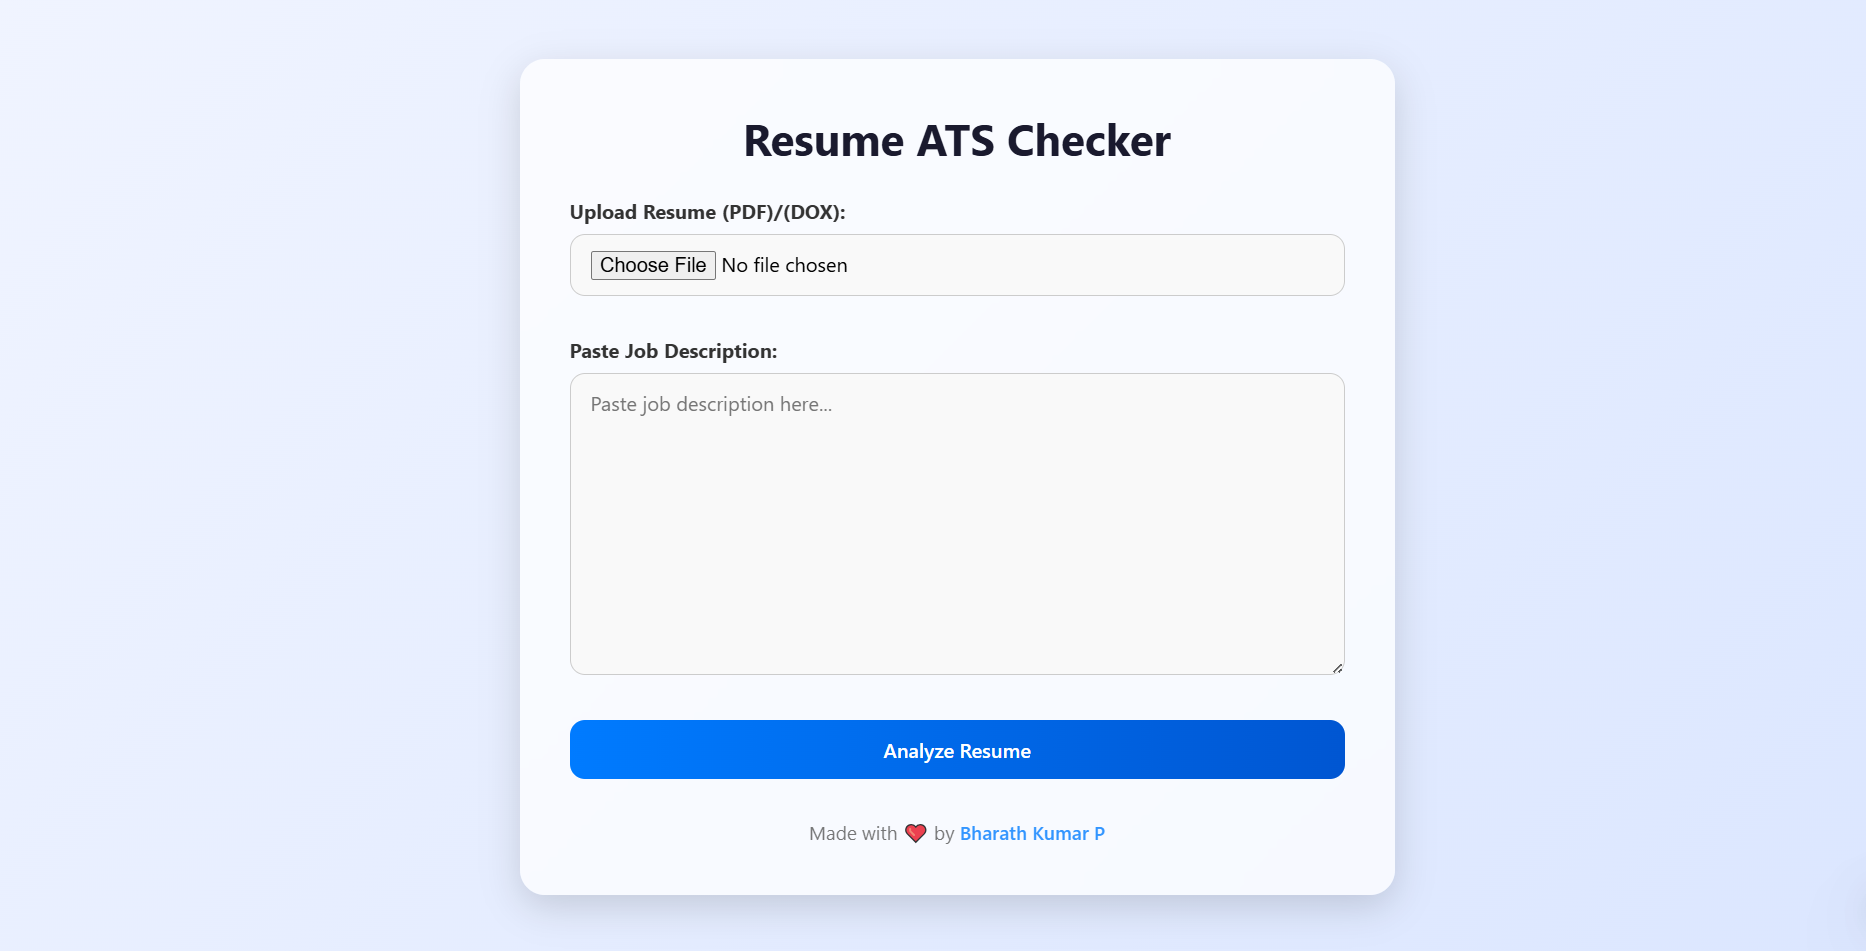 Resume ATS Checker
Upload Resume (PDF)/(DOX):
Choose File No file chosen
Paste Job Description:
Paste job description here...
Analyze Resume
Made with ❤️ by Bharath Kumar P